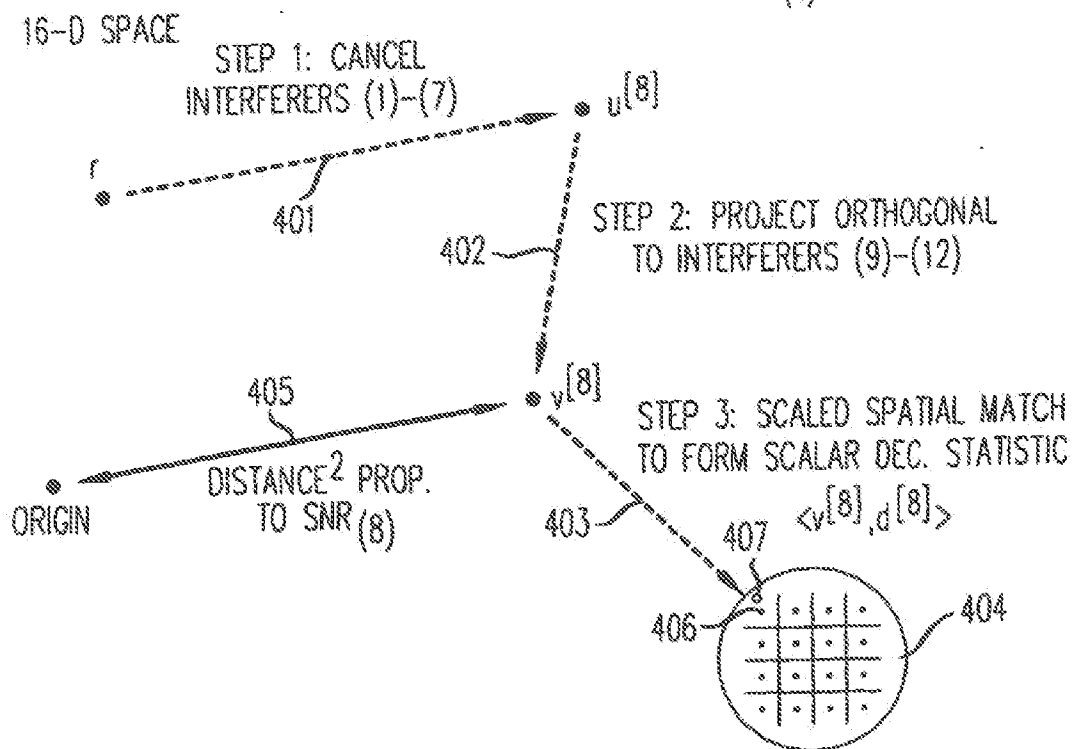 16-D SPACE
STEP 1: CANCEL
INTERFERERS (1)-(7)
u[8]
r
401
STEP 2: PROJECT ORTHOGONAL
TO INTERFERERS (9)-(12)
402
v[8]
405
STEP 3: SCALED SPATIAL MATCH
TO FORM SCALAR DEC. STATISTIC
<v[8],d[8]>
DISTANCE2 PROP.
TO SNR(8)
ORIGIN
403
407
406
404